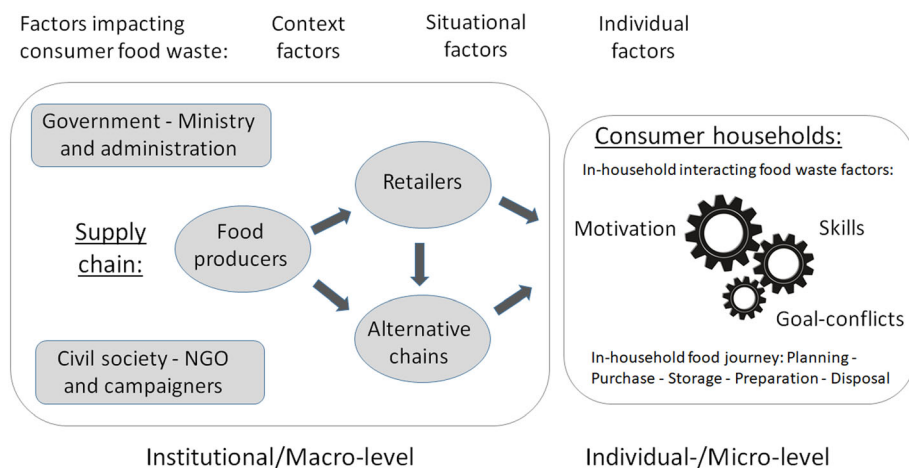 Factors impacting
consumer food waste:
Context
factors
Situational
factors
Individual
factors
Government - Ministry
and administration
Supply
chain:
Food
producers
Retailers
Alternative
chains
Civil society - NGO
and campaigners
Consumer households:
In-household interacting food waste factors:
Motivation
Skills
Goal-conflicts
In-household food journey: Planning -
Purchase - Storage - Preparation - Disposal
Institutional/Macro-level
Individual-/Micro-level